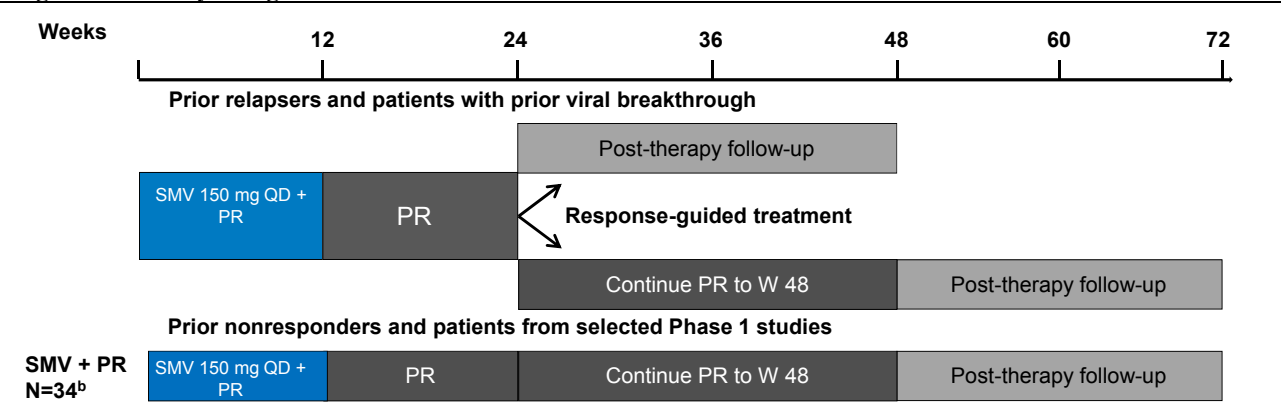 Weeks
12 24 36 48 60 72
Prior relapsers and patients with prior viral breakthrough
Post-therapy follow-up
SMV 150 mg QD +
PR
PR
Response-guided treatment
Continue PR to W 48
Post-therapy follow-up
Prior nonresponders and patients from selected Phase 1 studies
SMV + PR
N=34ᵇ
SMV 150 mg QD +
PR
PR
Continue PR to W 48
Post-therapy follow-up